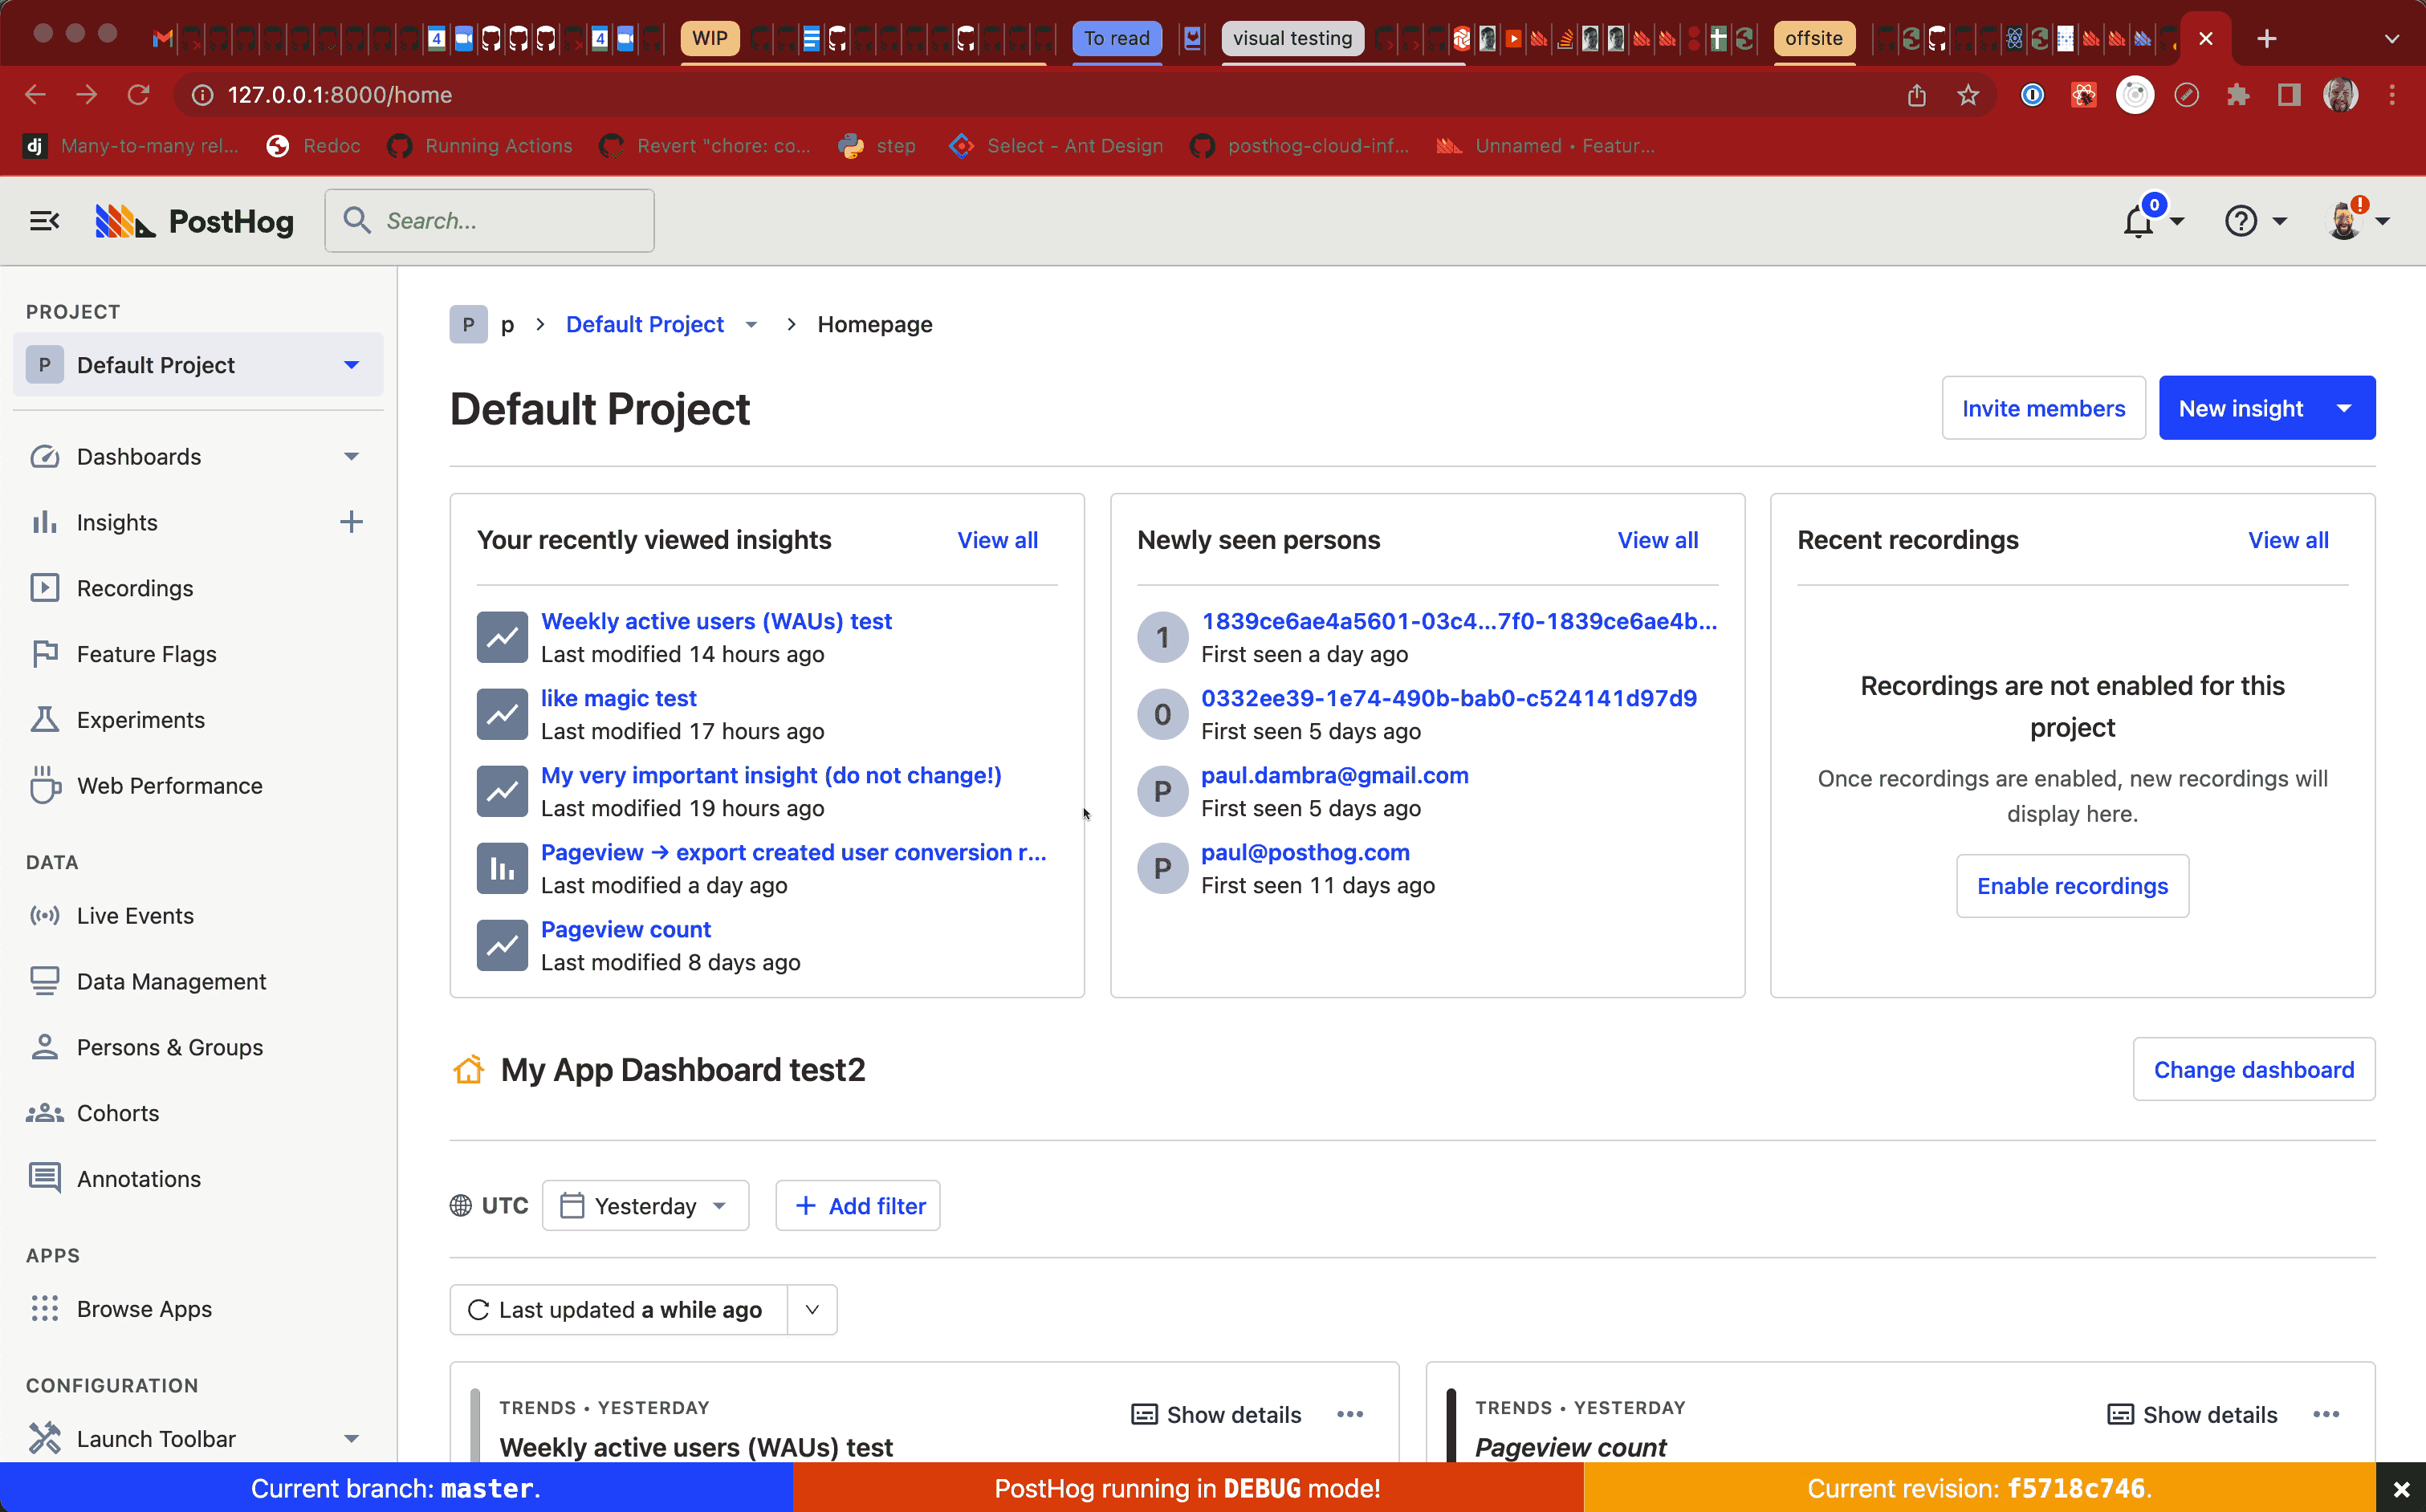 4
4
WIP
To read
visual testing
offsite
127.0.0.1:8000/home
dj Many-to-many rel...
Redoc
Running Actions
Revert "chore: co...
step
Select - Ant Design
posthog-cloud-inf...
Unnamed • Featur...
PostHog
Search...
0
PROJECT
P Default Project
Dashboards
Insights
Recordings
Feature Flags
Experiments
Web Performance
DATA
Live Events
Data Management
Persons & Groups
Cohorts
Annotations
APPS
Browse Apps
CONFIGURATION
Launch Toolbar
P p > Default Project > Homepage
Default Project
Invite members
New insight
Your recently viewed insights
View all
Weekly active users (WAUs) test
Last modified 14 hours ago
like magic test
Last modified 17 hours ago
My very important insight (do not change!)
Last modified 19 hours ago
Pageview → export created user conversion r...
Last modified a day ago
Pageview count
Last modified 8 days ago
Newly seen persons
View all
1 1839ce6ae4a5601-03c4...7f0-1839ce6ae4b...
First seen a day ago
0 0332ee39-1e74-490b-bab0-c524141d97d9
First seen 5 days ago
P paul.dambra@gmail.com
First seen 5 days ago
P paul@posthog.com
First seen 11 days ago
Recent recordings
View all
Recordings are not enabled for this
project
Once recordings are enabled, new recordings will
display here.
Enable recordings
My App Dashboard test2
Change dashboard
UTC
Yesterday
+ Add filter
Last updated a while ago
TRENDS • YESTERDAY
Show details
Weekly active users (WAUs) test
TRENDS • YESTERDAY
Show details
Pageview count
Current branch: master.
PostHog running in DEBUG mode!
Current revision: f5718c746.